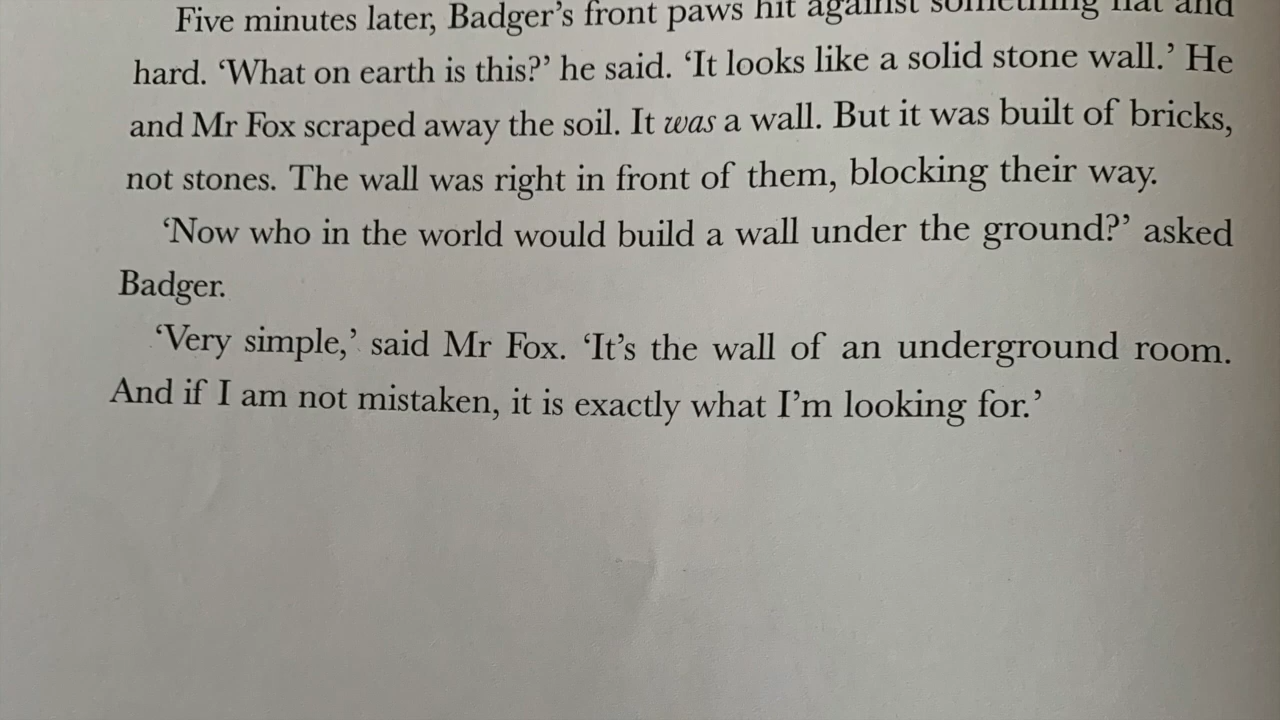 Five minutes later, Badger’s front paws hit against something flat and
hard. ‘What on earth is this?’ he said. ‘It looks like a solid stone wall.’ He
and Mr Fox scraped away the soil. It was a wall. But it was built of bricks,
not stones. The wall was right in front of them, blocking their way.
‘Now who in the world would build a wall under the ground?’ asked
Badger.
‘Very simple,’ said Mr Fox. ‘It’s the wall of an underground room.
And if I am not mistaken, it is exactly what I’m looking for.’